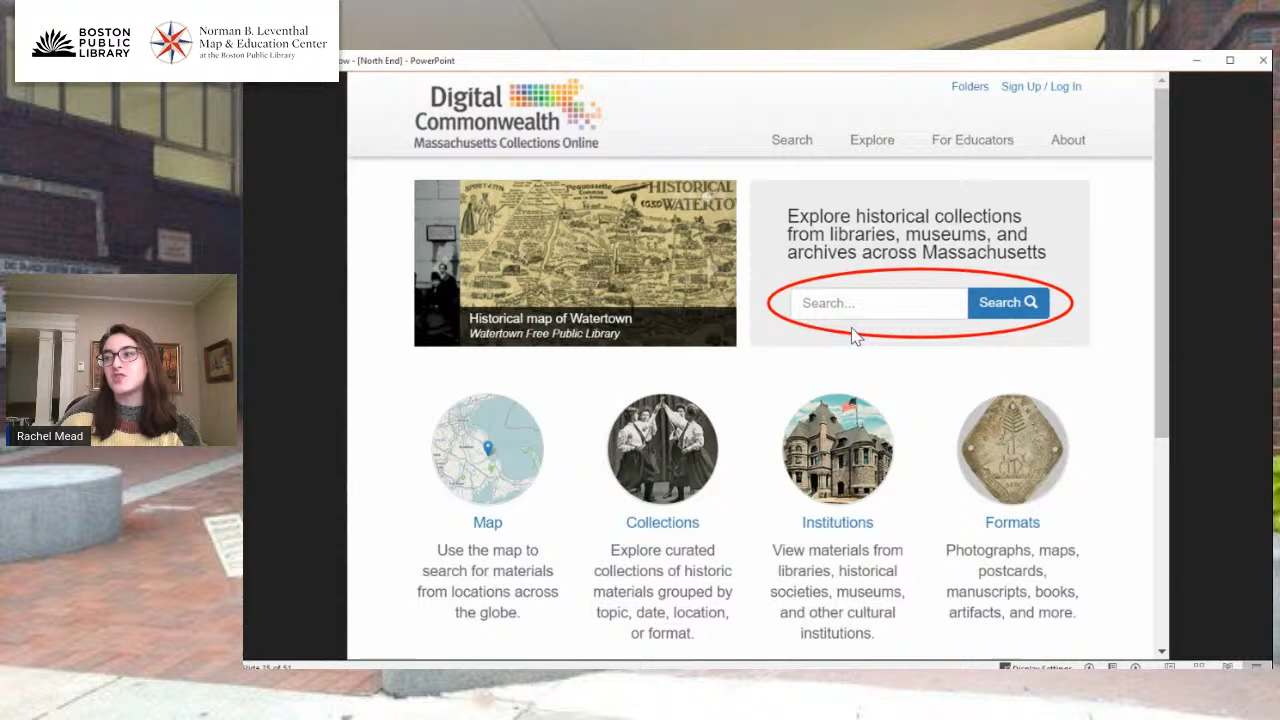 BOSTON
PUBLIC
LIBRARY
Norman B. Leventhal
Map & Education Center
at the Boston Public Library
ow - [North End] - PowerPoint
Digital
Commonwealth
Massachusetts Collections Online
Folders Sign Up / Log In
Search Explore For Educators About
HISTORICAL
WATERTO
Historical map of Watertown
Watertown Free Public Library
Explore historical collections
from libraries, museums, and
archives across Massachusetts
Search...
Search
Rachel Mead
Map
Use the map to
search for materials
from locations across
the globe.
Collections
Explore curated
collections of historic
materials grouped by
topic, date, location,
or format.
Institutions
View materials from
libraries, historical
societies, museums,
and other cultural
institutions.
Formats
Photographs, maps,
postcards,
manuscripts, books,
artifacts, and more.